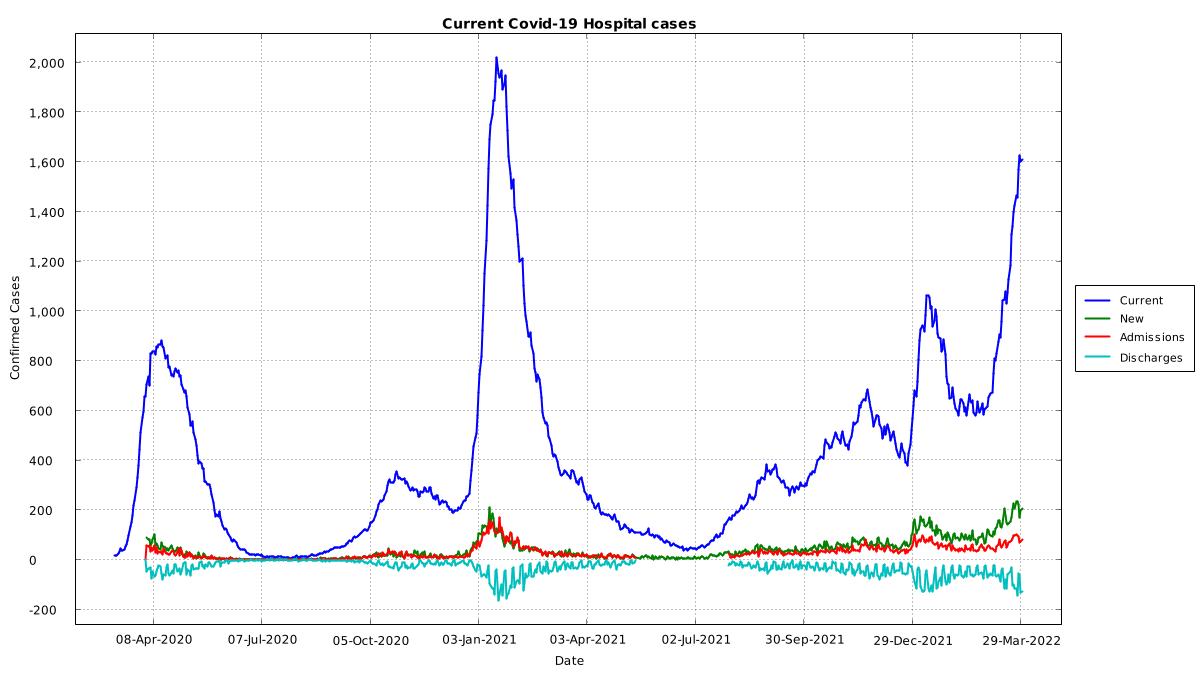 Current Covid-19 Hospital cases
2,000
1,800
1,600
1,400
1,200
1,000
800
600
400
200
0
-200
Confirmed Cases
08-Apr-2020 07-Jul-2020 05-Oct-2020 03-Jan-2021 03-Apr-2021 02-Jul-2021 30-Sep-2021 29-Dec-2021 29-Mar-2022
Date
Current
New
Admissions
Discharges